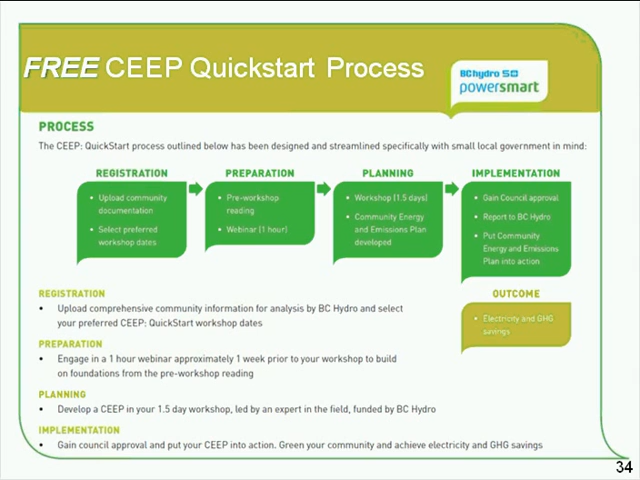 FREE CEEP Quickstart Process
BChydro
powersmart
PROCESS
The CEEP: QuickStart process outlined below has been designed and streamlined specifically with small local government in mind:
REGISTRATION
• Upload community
documentation
• Select preferred
workshop dates
PREPARATION
• Pre-workshop
reading
• Webinar (1 hour)
PLANNING
• Workshop (1.5 days)
• Community Energy
and Emissions Plan
developed
IMPLEMENTATION
• Gain Council approval
• Report to BC Hydro
• Put Community
Energy and Emissions
Plan into action
OUTCOME
• Electricity and GHG
savings
REGISTRATION
• Upload comprehensive community information for analysis by BC Hydro and select
your preferred CEEP: QuickStart workshop dates
PREPARATION
• Engage in a 1 hour webinar approximately 1 week prior to your workshop to build
on foundations from the pre-workshop reading
PLANNING
• Develop a CEEP in your 1.5 day workshop, led by an expert in the field, funded by BC Hydro
IMPLEMENTATION
• Gain council approval and put your CEEP into action. Green your community and achieve electricity and GHG savings
34